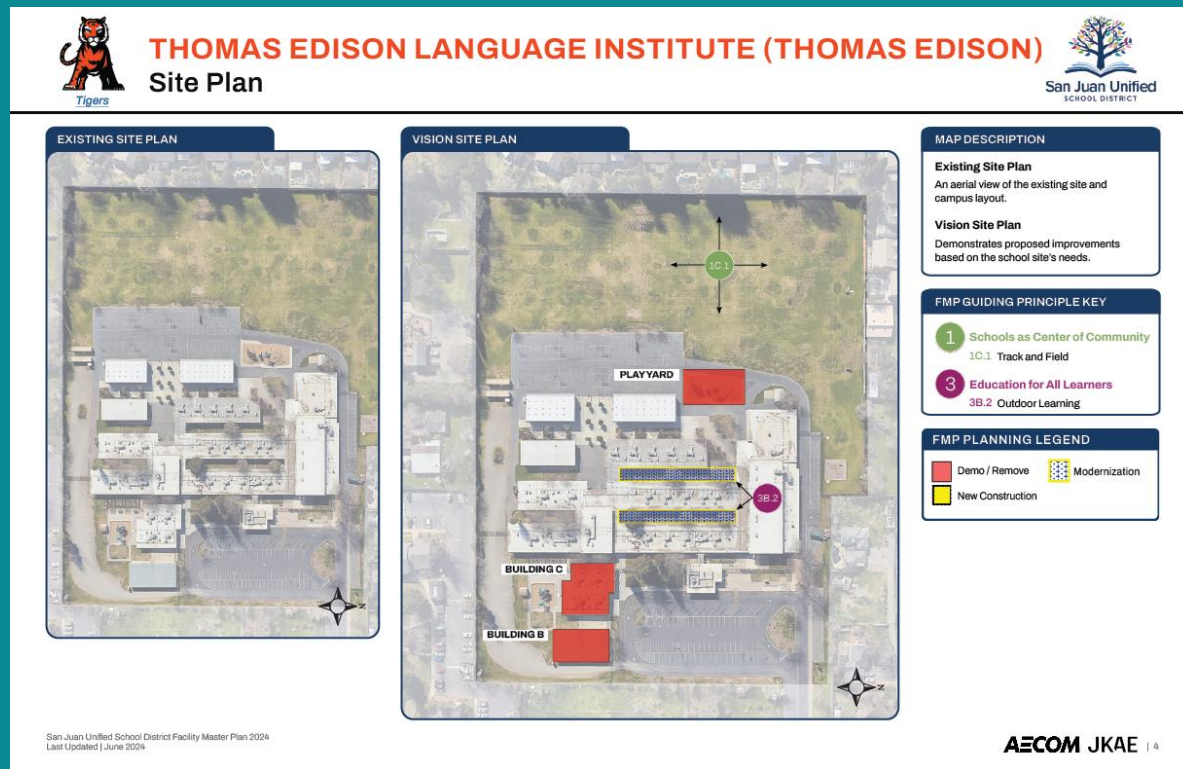 THOMAS EDISON LANGUAGE INSTITUTE (THOMAS EDISON)
Site Plan
Tigers
San Juan Unified
SCHOOL DISTRICT
EXISTING SITE PLAN
N
VISION SITE PLAN
1C.1
PLAY YARD
3B.2
BUILDING C
BUILDING B
N
MAP DESCRIPTION
Existing Site Plan
An aerial view of the existing site and
campus layout.
Vision Site Plan
Demonstrates proposed improvements
based on the school site's needs.
FMP GUIDING PRINCIPLE KEY
1 Schools as Center of Community
1C.1 Track and Field
3 Education for All Learners
3B.2 Outdoor Learning
FMP PLANNING LEGEND
Demo / Remove
Modernization
New Construction
San Juan Unified School District Facility Master Plan 2024
Last Updated | June 2024
AECOM JKAE | 4